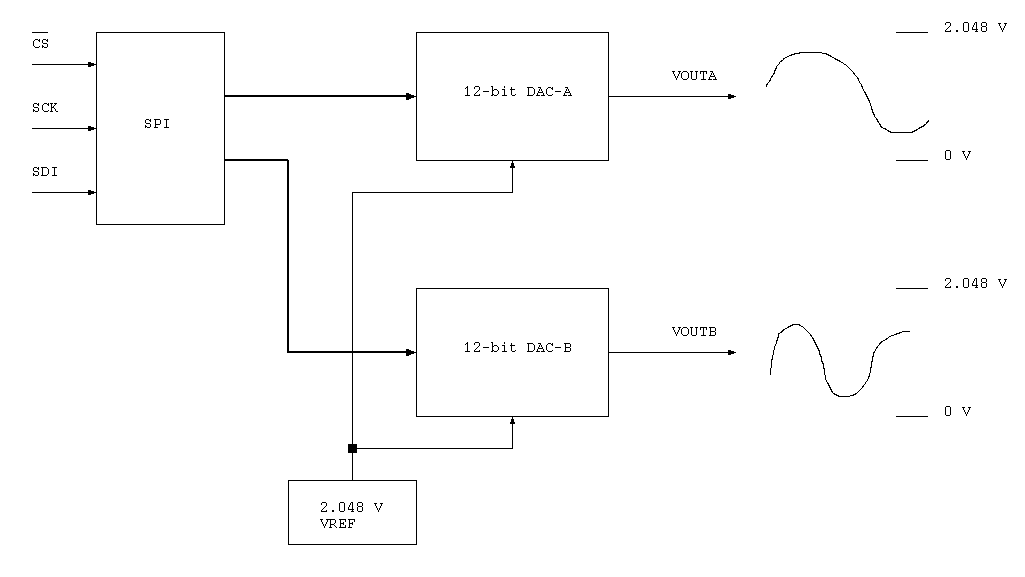 2.048 V
CS
VOUTA
12-bit DAC-A
SCK
SPI
0 V
SDI
2.048 V
VOUTB
12-bit DAC-B
0 V
2.048 V
VREF